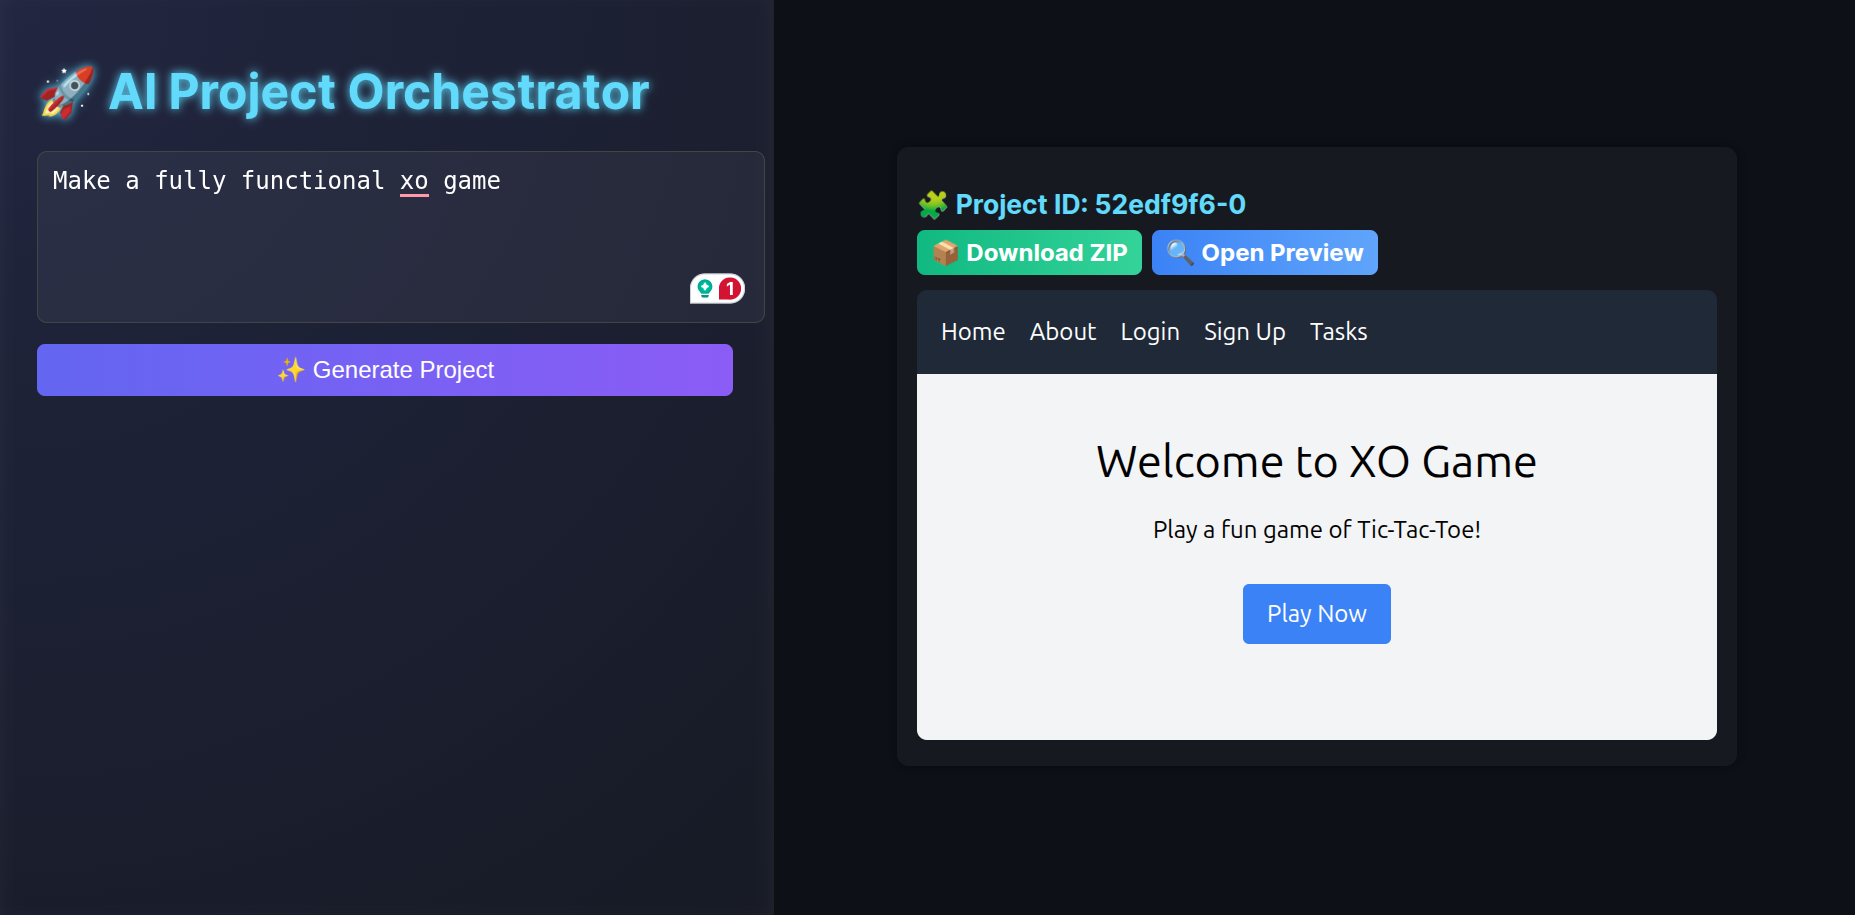 🚀 AI Project Orchestrator
Make a fully functional xo game
1
✨ Generate Project
🧩 Project ID: 52edf9f6-0
📦 Download ZIP 🔍 Open Preview
Home About Login Sign Up Tasks
Welcome to XO Game
Play a fun game of Tic-Tac-Toe!
Play Now